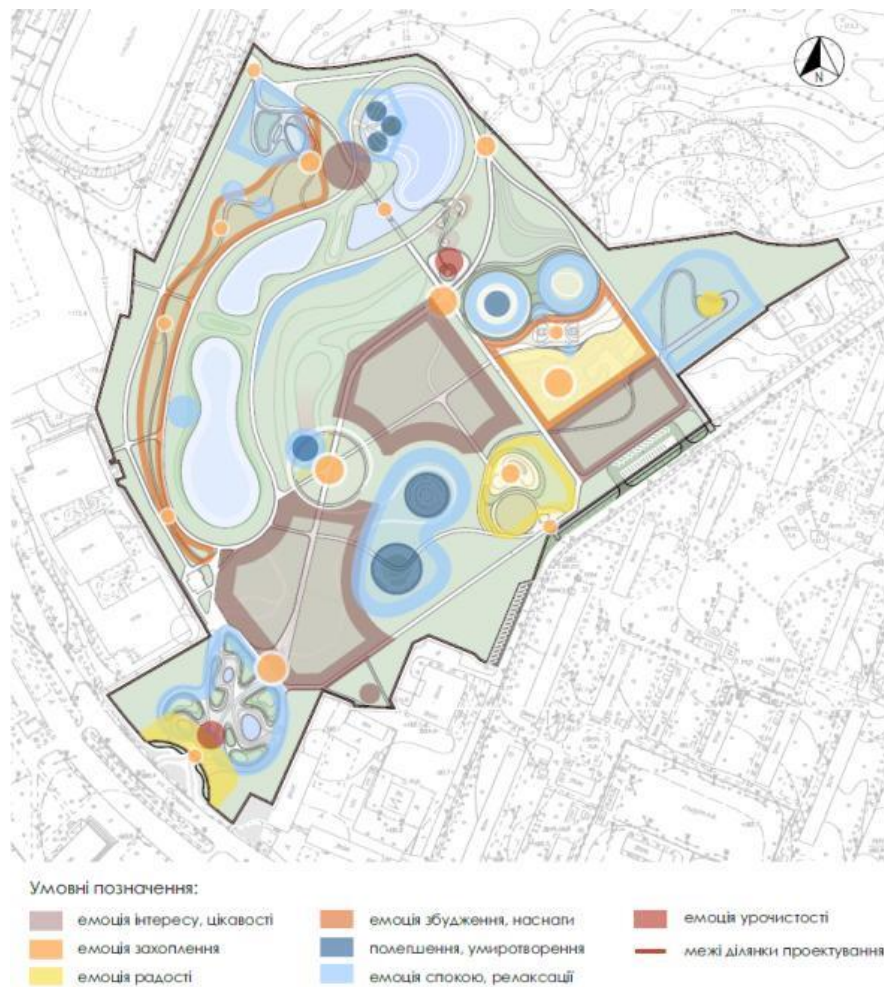 N
Умовні позначення:
емоція інтересу, цікавості
емоція захоплення
емоція радості
емоція збудження, наснаги
полегшення, умиротворення
емоція спокою, релаксації
емоція урочистості
межі ділянки проектування